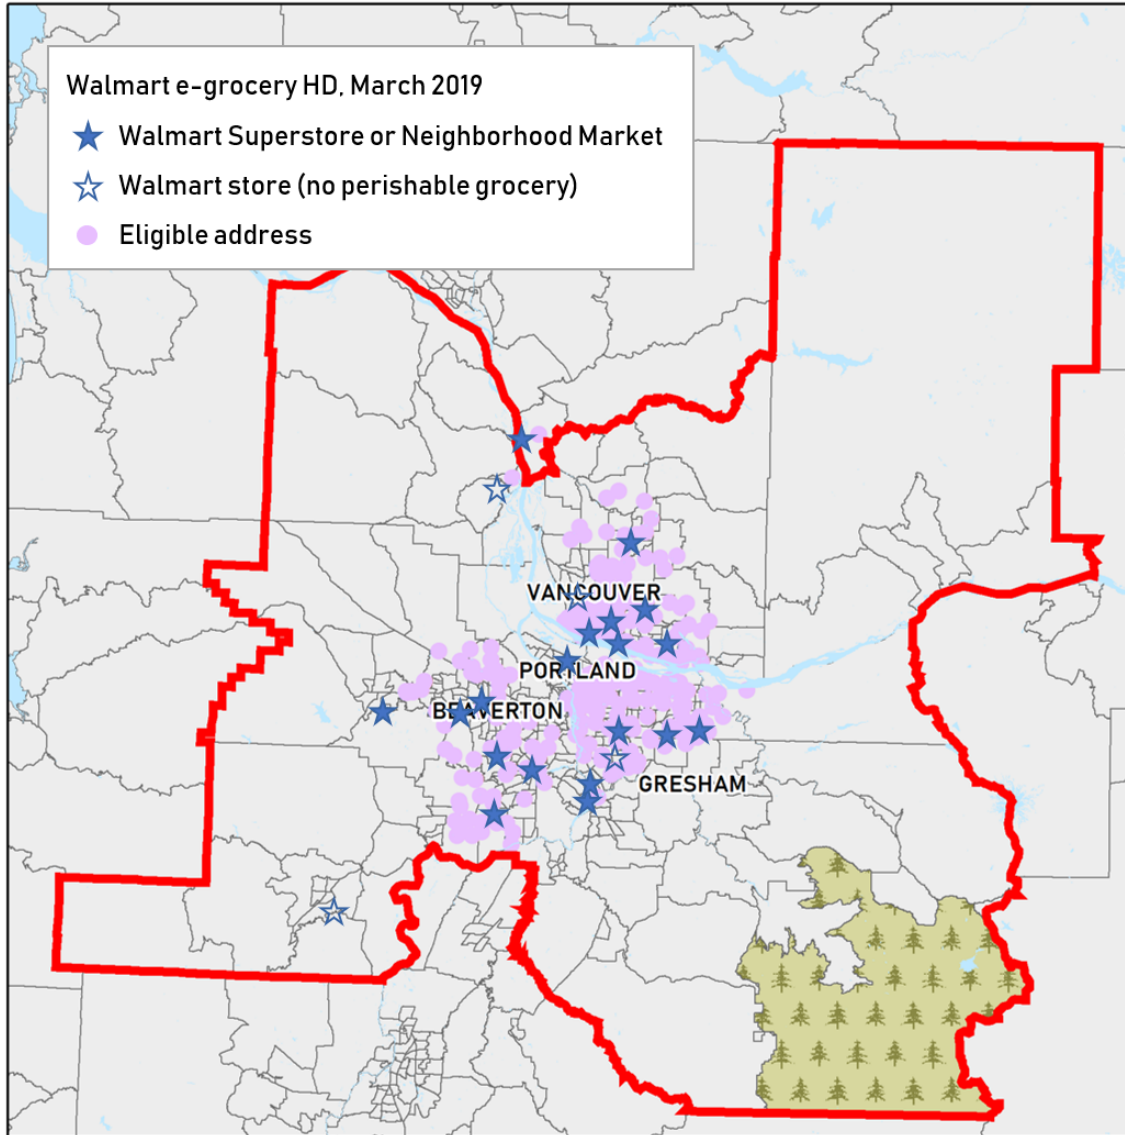 Walmart e-grocery HD, March 2019
Walmart Superstore or Neighborhood Market
Walmart store (no perishable grocery)
Eligible address
VANCOUVER
PORTLAND
BEAVERTON
GRESHAM